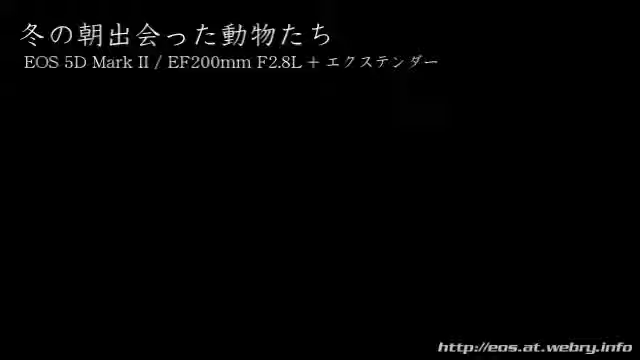 冬の朝出会った動物たち
EOS 5D Mark II / EF200mm F2.8L + エクステンダー
http://eos.at.webry.info